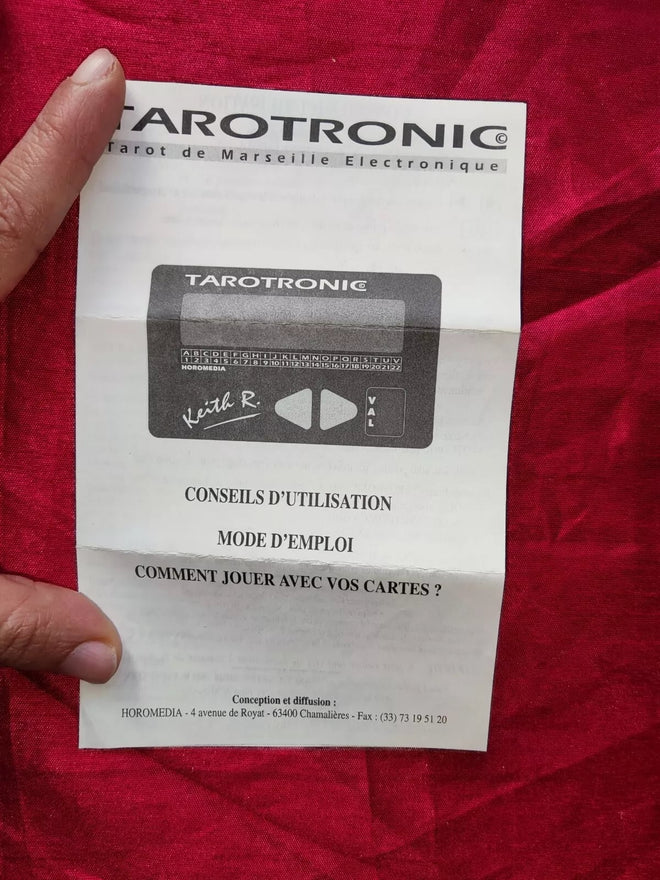 TAROTRONIC©
Tarot de Marseille Electronique
TAROTRONIC©
A B C D E F G H I J K L M N O P Q R S T U V
1 2 3 4 5 6 7 8 9 10 11 12 13 14 15 16 17 18 19 20 21 22
HOROMEDIA
Keith R.
VAL
CONSEILS D'UTILISATION
MODE D'EMPLOI
COMMENT JOUER AVEC VOS CARTES ?
Conception et diffusion :
HOROMEDIA - 4 avenue de Royat - 63400 Chamalières - Fax : (33) 73 19 51 20